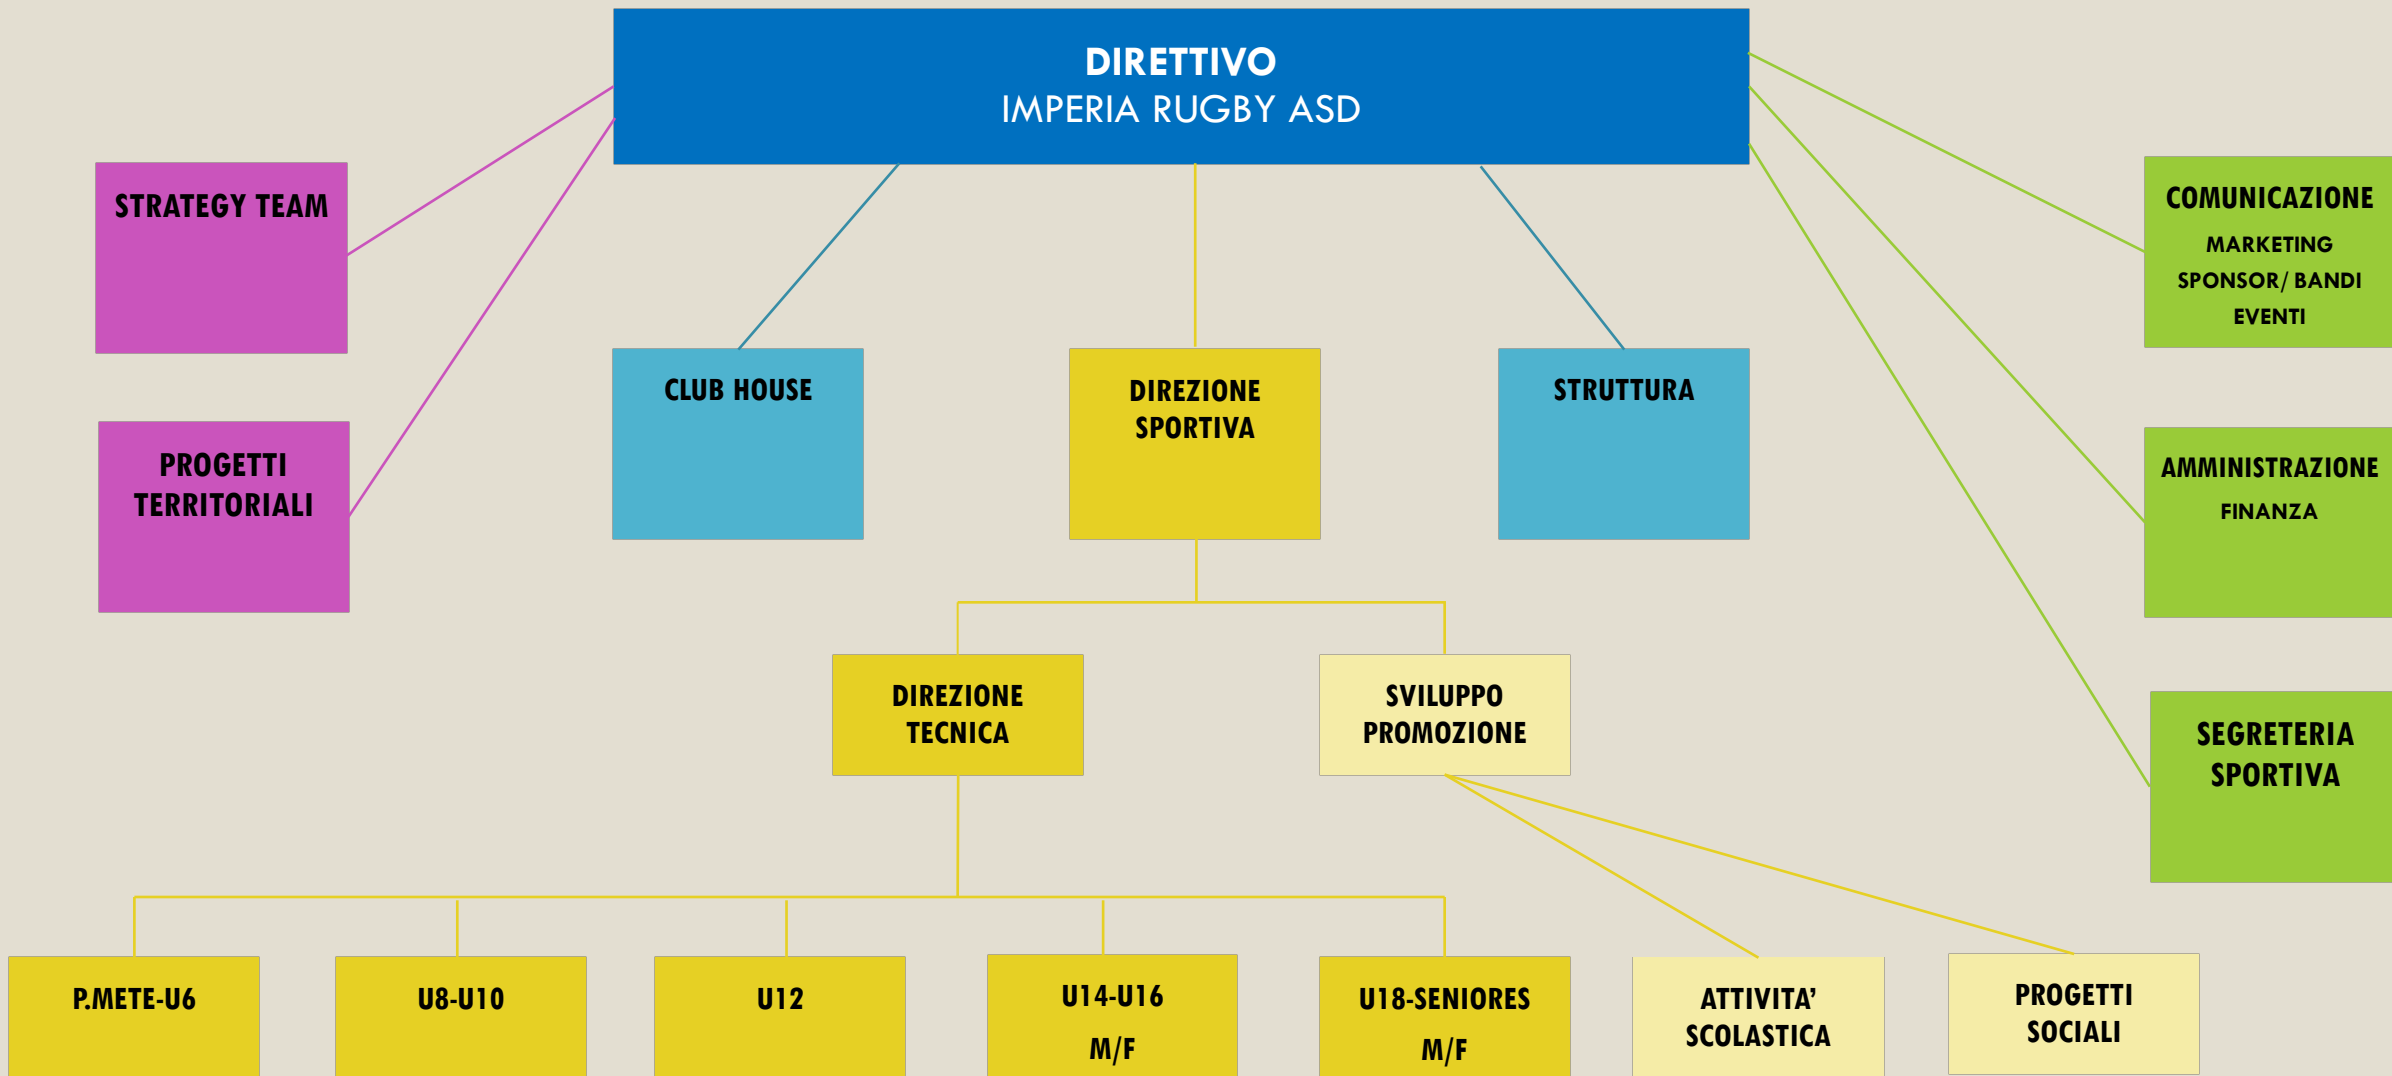 DIRETTIVO
IMPERIA RUGBY ASD
STRATEGY TEAM
PROGETTI
TERRITORIALI
CLUB HOUSE
DIREZIONE
SPORTIVA
STRUTTURA
COMUNICAZIONE
MARKETING
SPONSOR/ BANDI
EVENTI
AMMINISTRAZIONE
FINANZA
SEGRETERIA
SPORTIVA
DIREZIONE
TECNICA
SVILUPPO
PROMOZIONE
P.METE-U6
U8-U10
U12
U14-U16
M/F
U18-SENIORES
M/F
ATTIVITA’
SCOLASTICA
PROGETTI
SOCIALI